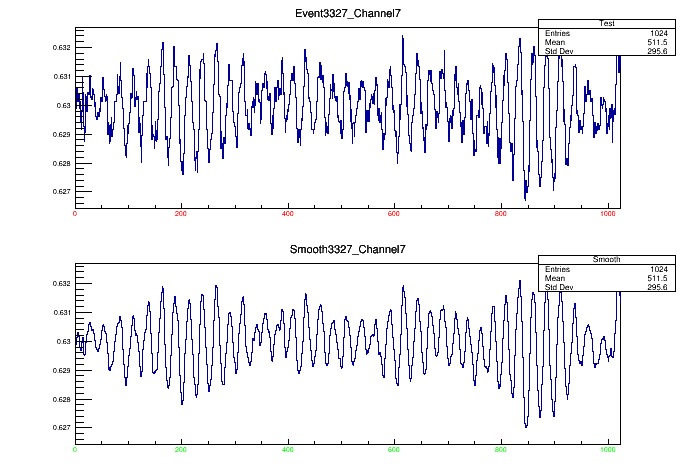 Event3327_Channel7
Test
Entries 1024
Mean 511.5
Std Dev 295.6
0.632
0.631
0.63
0.629
0.628
0.627
0 200 400 600 800 1000
Smooth3327_Channel7
Smooth
Entries 1024
Mean 511.5
Std Dev 295.6
0.632
0.631
0.63
0.629
0.628
0.627
0 200 400 600 800 1000